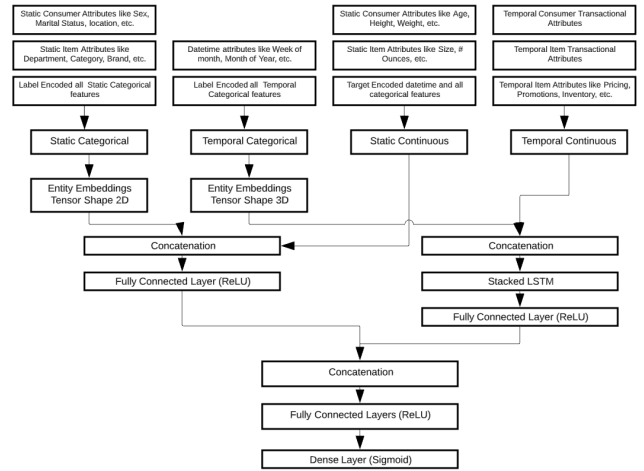 Static Consumer Attributes like Sex,
Marital Status, location, etc.
Static Item Attributes like
Department, Category, Brand, etc.
Label Encoded all Static Categorical
features
Datetime attributes like Week of
month, Month of Year, etc.
Label Encoded all Temporal
Categorical features
Static Consumer Attributes like Age,
Height, Weight, etc.
Static Item Attributes like Size, #
Ounces, etc.
Target Encoded datetime and all
categorical features
Temporal Consumer Transactional
Attributes
Temporal Item Transactional
Attributes
Temporal Item Attributes like Pricing,
Promotions, Inventory, etc.
Static Categorical
Temporal Categorical
Static Continuous
Temporal Continuous
Entity Embeddings
Tensor Shape 2D
Entity Embeddings
Tensor Shape 3D
Concatenation
Concatenation
Fully Connected Layer (ReLU)
Stacked LSTM
Fully Connected Layer (ReLU)
Concatenation
Fully Connected Layers (ReLU)
Dense Layer (Sigmoid)